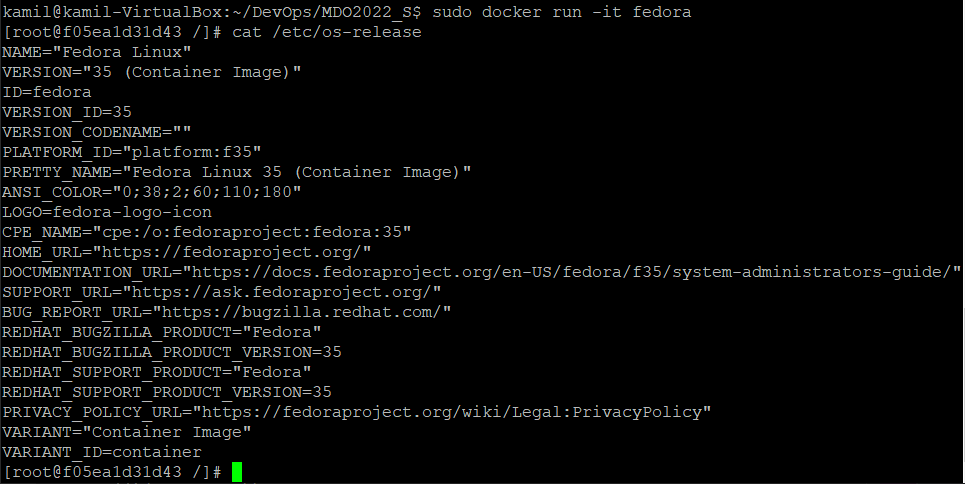 kamil@kamil-VirtualBox:~/DevOps/MDO2022_S$ sudo docker run -it fedora
[root@f05ea1d31d43 /]# cat /etc/os-release
NAME="Fedora Linux"
VERSION="35 (Container Image)"
ID=fedora
VERSION_ID=35
VERSION_CODENAME=""
PLATFORM_ID="platform:f35"
PRETTY_NAME="Fedora Linux 35 (Container Image)"
ANSI_COLOR="0;38;2;60;110;180"
LOGO=fedora-logo-icon
CPE_NAME="cpe:/o:fedoraproject:fedora:35"
HOME_URL="https://fedoraproject.org/"
DOCUMENTATION_URL="https://docs.fedoraproject.org/en-US/fedora/f35/system-administrators-guide/"
SUPPORT_URL="https://ask.fedoraproject.org/"
BUG_REPORT_URL="https://bugzilla.redhat.com/"
REDHAT_BUGZILLA_PRODUCT="Fedora"
REDHAT_BUGZILLA_PRODUCT_VERSION=35
REDHAT_SUPPORT_PRODUCT="Fedora"
REDHAT_SUPPORT_PRODUCT_VERSION=35
PRIVACY_POLICY_URL="https://fedoraproject.org/wiki/Legal:PrivacyPolicy"
VARIANT="Container Image"
VARIANT_ID=container
[root@f05ea1d31d43 /]#